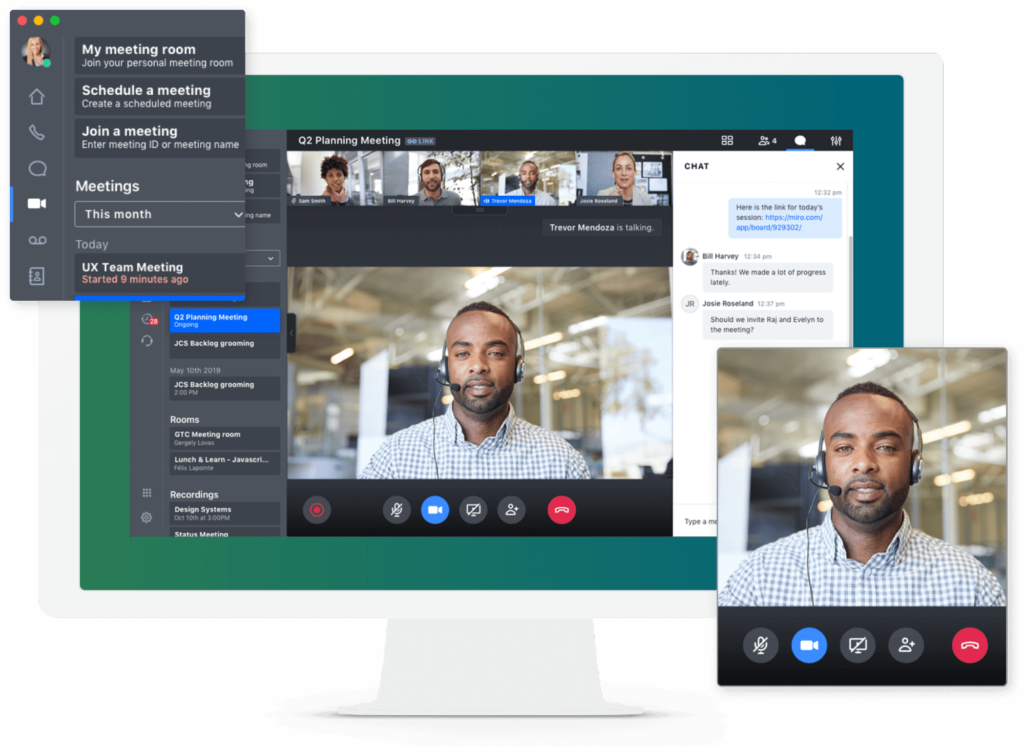 My meeting room
Join your personal meeting room
Schedule a meeting
Create a scheduled meeting
Join a meeting
Enter meeting ID or meeting name
Meetings
This month
Today
UX Team Meeting
Started 9 minutes ago
28
Q2 Planning Meeting
Ongoing
JCS Backlog grooming
May 10th 2019
JCS Backlog grooming
2:00 PM
Rooms
GTC Meeting room
Gergely Lovas
Lunch & Learn - Javascri...
Félix Lapointe
Recordings
Design Systems
Oct 10th at 3:00PM
Status Meeting
ng room
ng
ing name
Q2 Planning Meeting
LINK
4
Sam Smith
Bill Harvey
Trevor Mendoza
Josie Roseland
Trevor Mendoza is talking.
CHAT
12:32 pm
Here is the link for today's
session: https://miro.com/
app/board/929302/
Bill Harvey 12:34 pm
Thanks! We made a lot of progress
lately.
JR
Josie Roseland 12:37 pm
Should we invite Raj and Evelyn to
the meeting?
Type a me